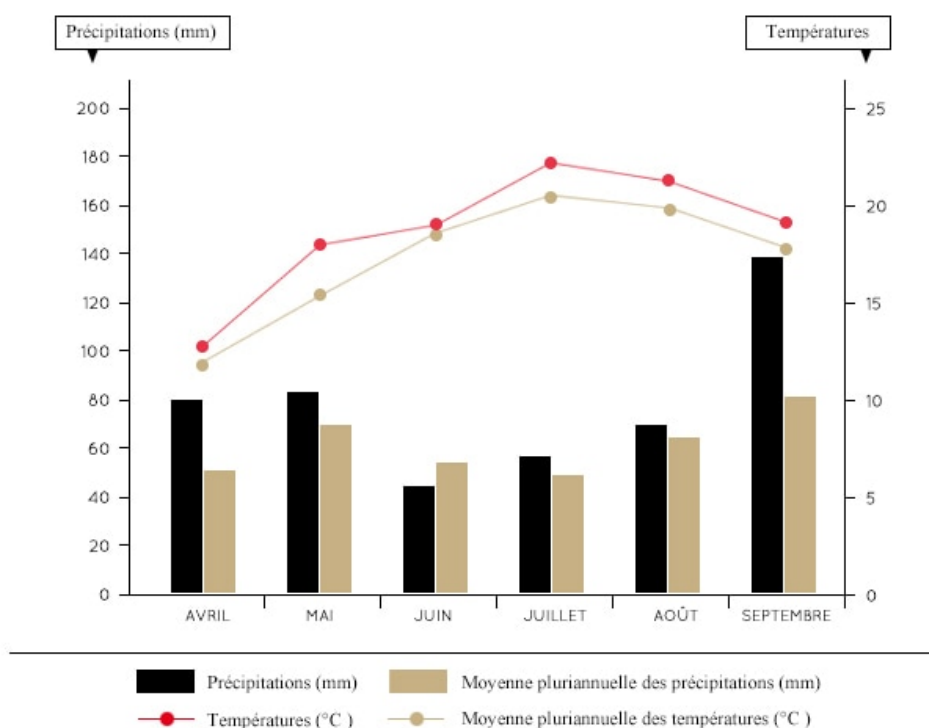 Précipitations (mm)
Températures
200
180
160
140
120
100
80
60
40
20
0
25
20
15
10
5
0
AVRIL
MAI
JUIN
JUILLET
AOÛT
SEPTEMBRE
Précipitations (mm)
Moyenne pluriannuelle des précipitations (mm)
Températures (°C )
Moyenne pluriannuelle des températures (°C )